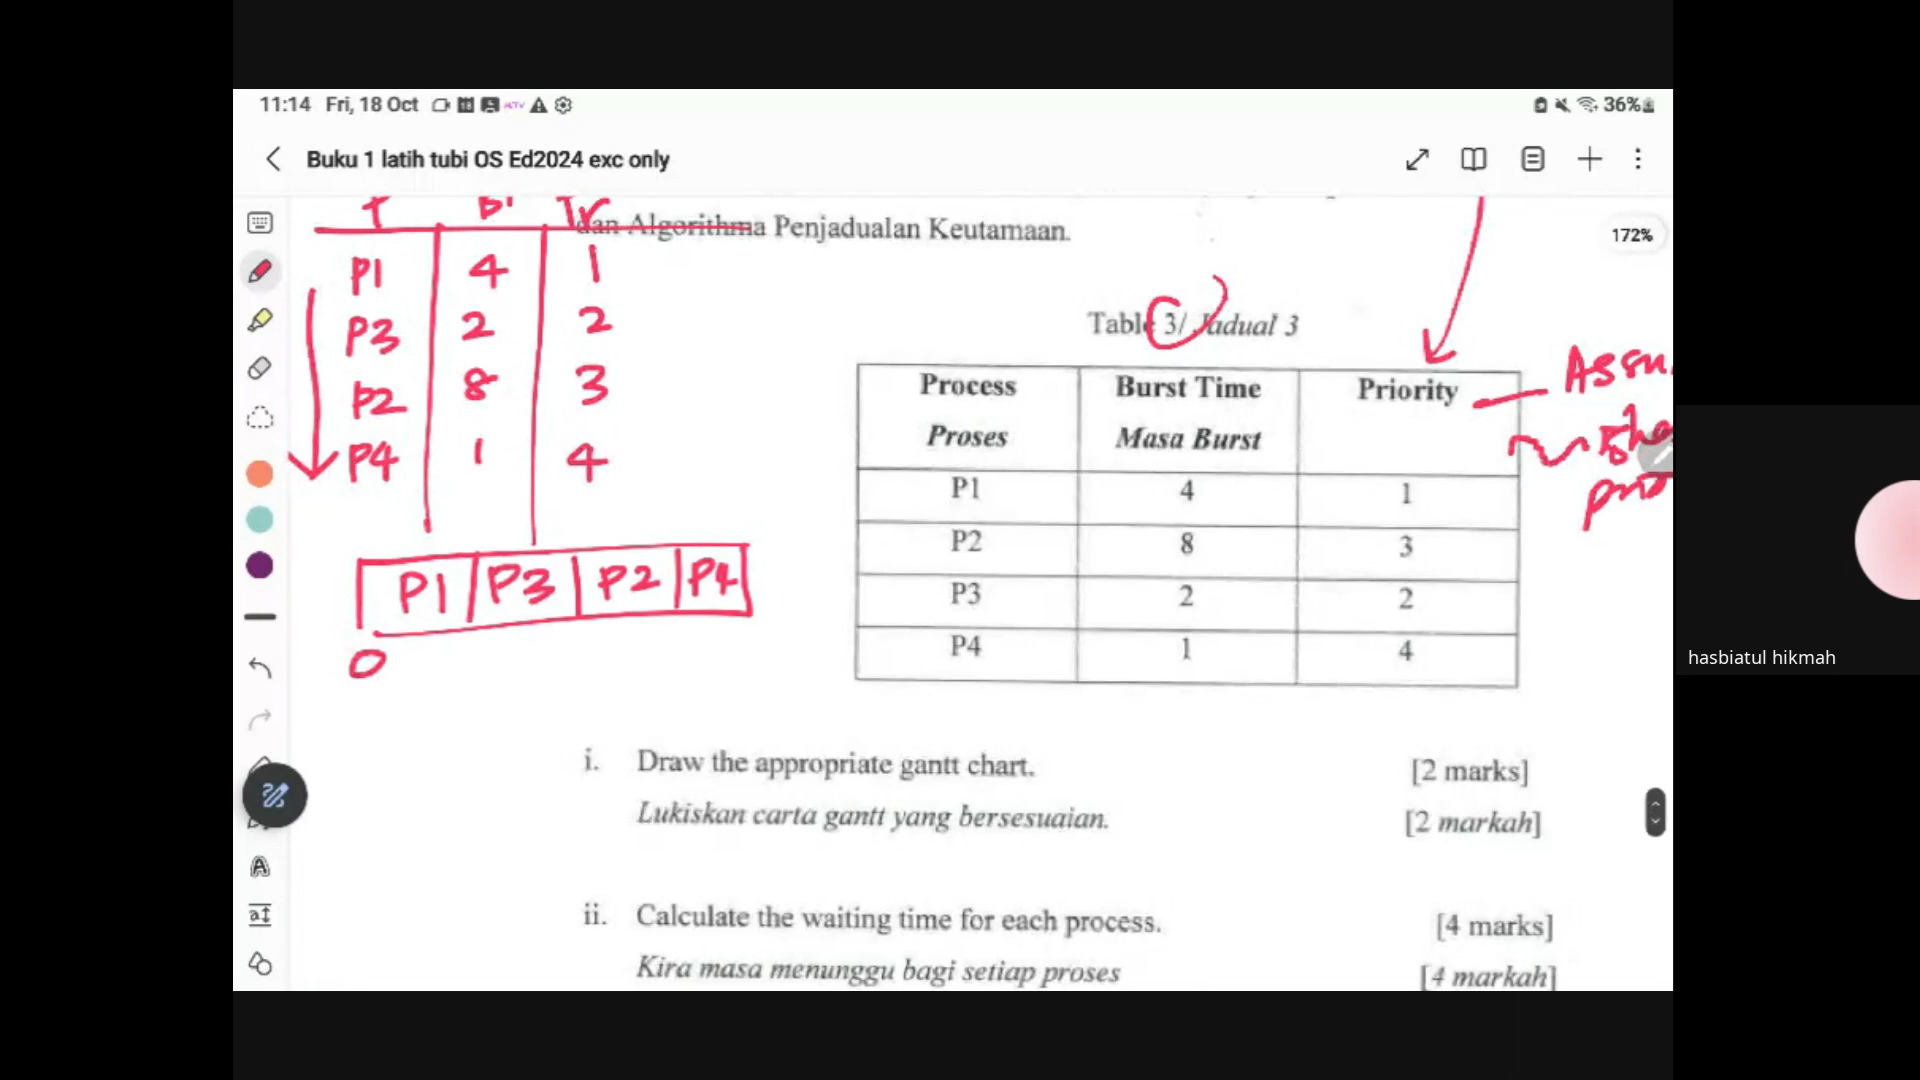 11:14 Fri, 18 Oct
36%
Buku 1 latih tubi OS Ed2024 exc only
172%
dan Algorithma Penjadualan Keutamaan.
P1 4 1
P3 2 2
P2 8 3
P4 1 4
P1 P3 P2 P4
0
Table 3/ Jadual 3
Process Burst Time Priority
Proses Masa Burst
P1 4 1
P2 8 3
P3 2 2
P4 1 4
i. Draw the appropriate gantt chart. [2 marks]
Lukiskan carta gantt yang bersesuaian. [2 markah]
ii. Calculate the waiting time for each process. [4 marks]
Kira masa menunggu bagi setiap proses [4 markah]
hasbiatul hikmah